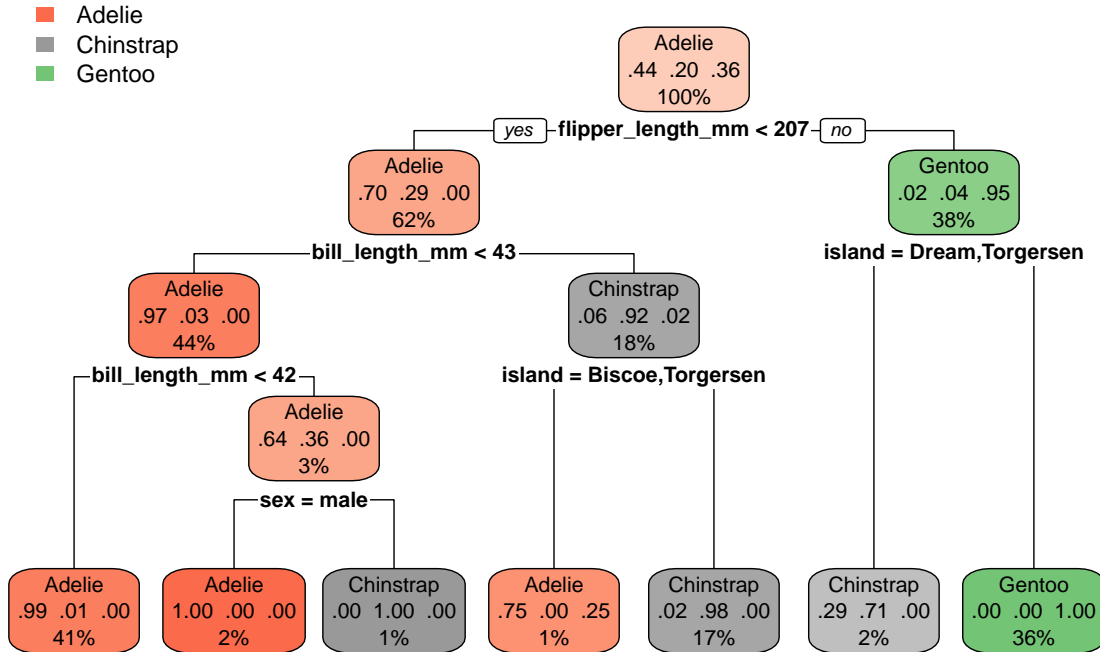 Adelie
Chinstrap
Gentoo
Adelie
.44 .20 .36
100%
yes flipper_length_mm < 207 no
Adelie
.70 .29 .00
62%
Gentoo
.02 .04 .95
38%
bill_length_mm < 43
island = Dream,Torgersen
Adelie
.97 .03 .00
44%
Chinstrap
.06 .92 .02
18%
bill_length_mm < 42
island = Biscoe,Torgersen
Adelie
.64 .36 .00
3%
sex = male
Adelie
.99 .01 .00
41%
Adelie
1.00 .00 .00
2%
Chinstrap
.00 1.00 .00
1%
Adelie
.75 .00 .25
1%
Chinstrap
.02 .98 .00
17%
Chinstrap
.29 .71 .00
2%
Gentoo
.00 .00 1.00
36%